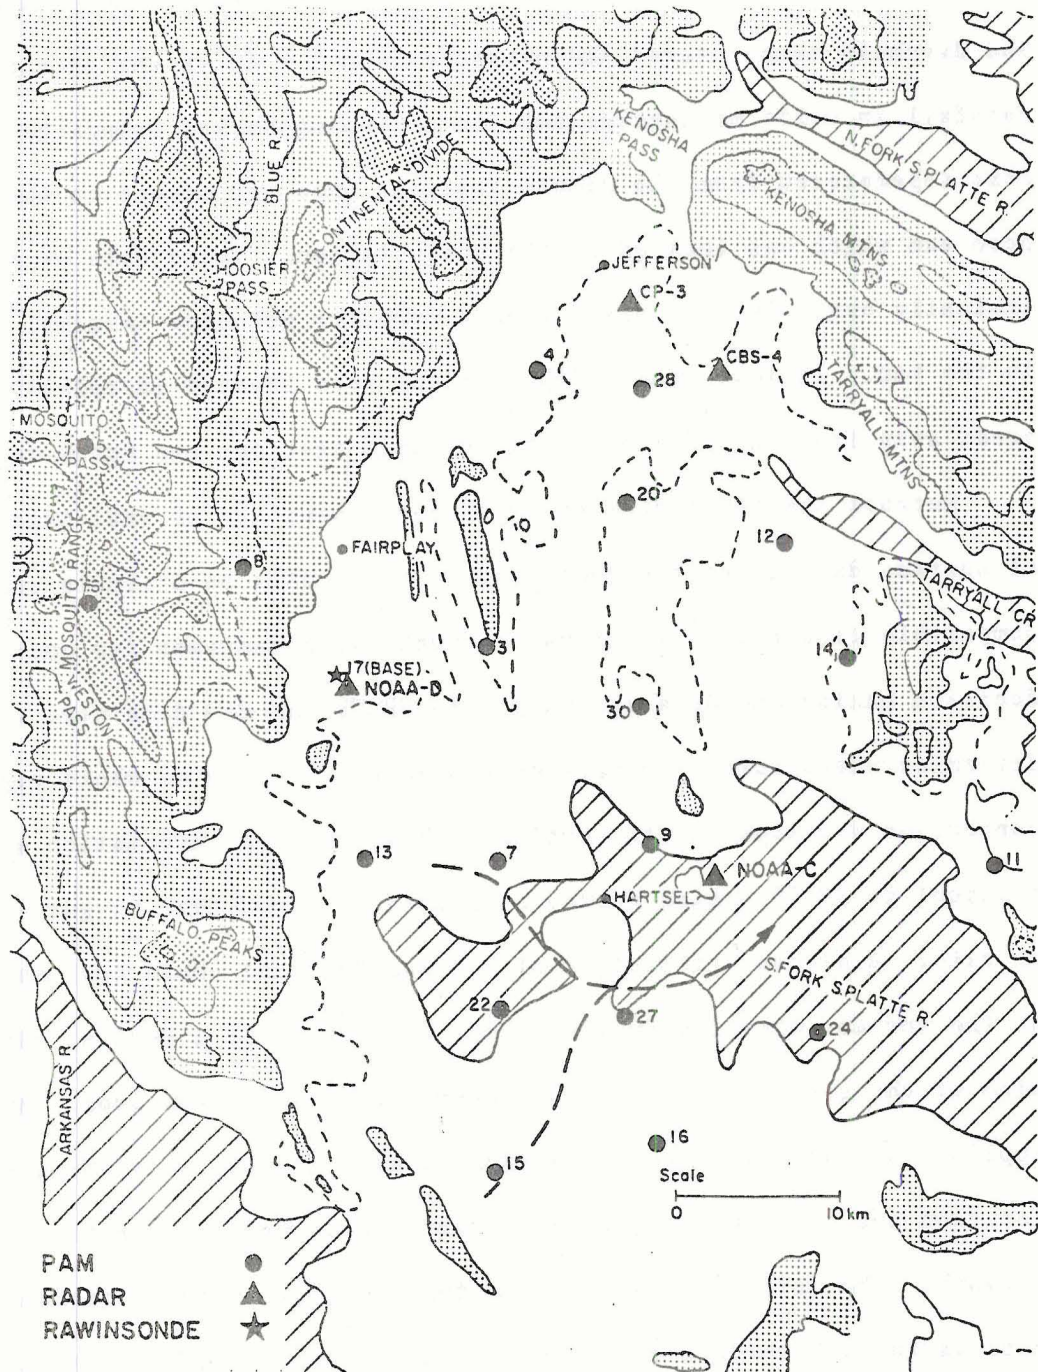 N. FORK S. PLATTE R.
KENOSHA
PASS
BLUE R.
CONTINENTAL DIVIDE
KENOSHA MTNS
HOOSIER
PASS
JEFFERSON
CP-3
CBS-4
4
28
TARRYALL MTNS
MOSQUITO
5
PASS
20
12
FAIRPLAY
8
MOSQUITO RANGE
TARRYALL CR
3
14
17(BASE)
NOAA-D
WESTON
PASS
30
13
7
9
11
NOAA-C
HARTSEL
BUFFALO PEAKS
S. FORK S. PLATTE R.
22
27
24
ARKANSAS R
16
15
Scale
0
10 km
PAM
RADAR
RAWINSONDE